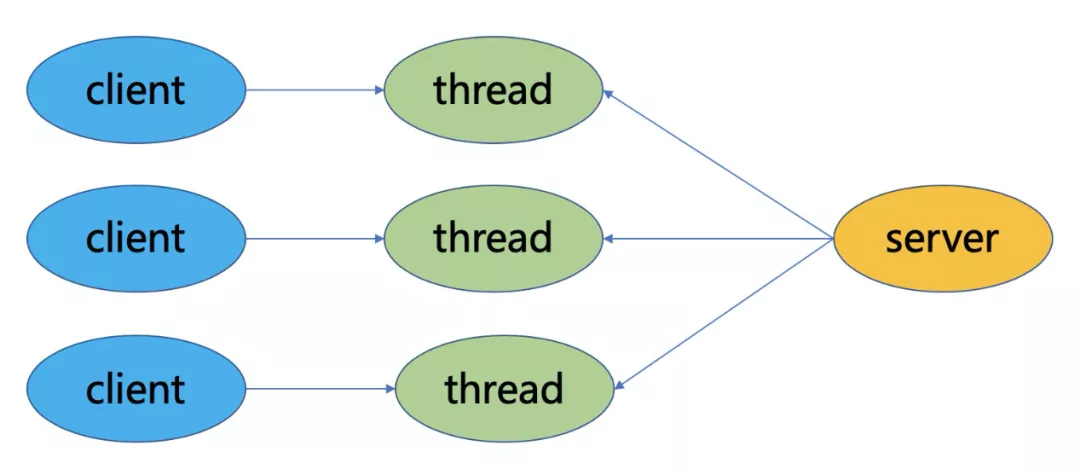 client
thread
client
thread
server
client
thread